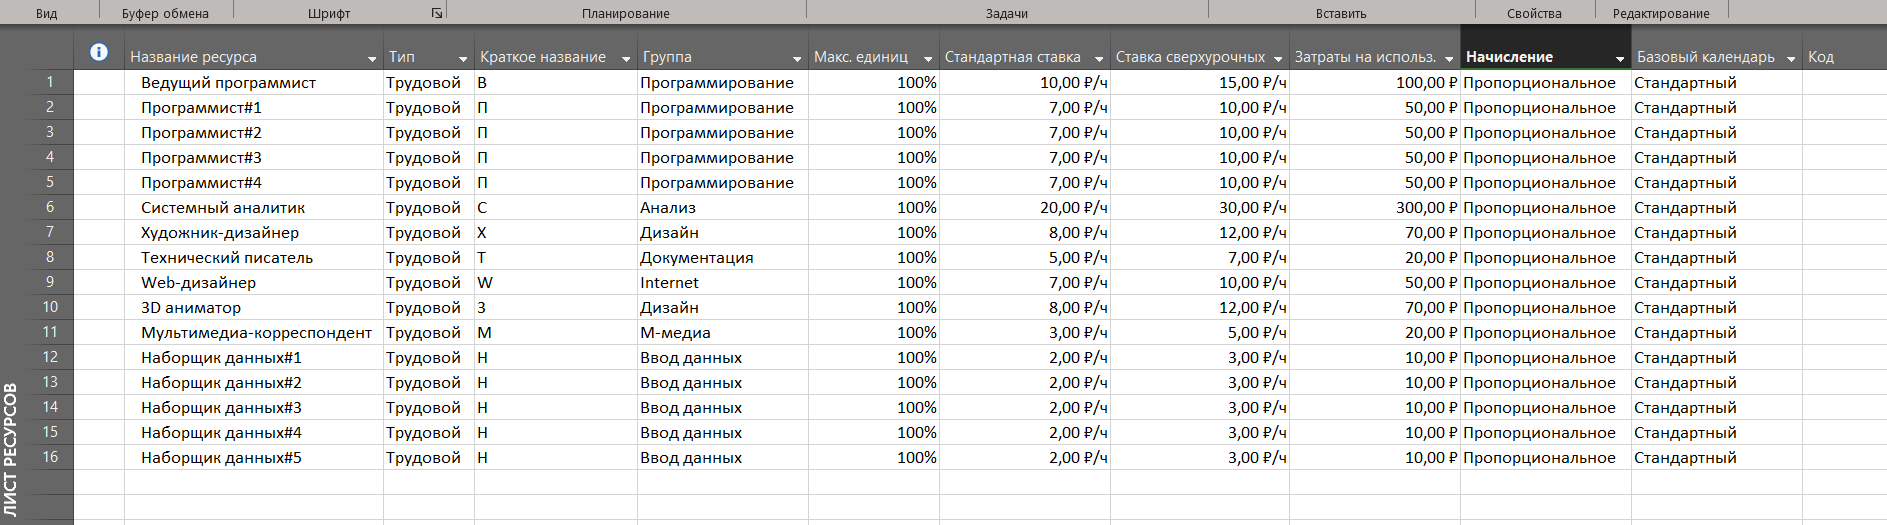 Вид Буфер обмена Шрифт Планирование Задачи Вставить Свойства Редактирование
Название ресурса Тип Краткое название Группа Макс. единиц Стандартная ставка Ставка сверхурочных Затраты на использ. Начисление Базовый календарь Код
1 Ведущий программист Трудовой В Программирование 100% 10,00 ₽/ч 15,00 ₽/ч 100,00 ₽ Пропорциональное Стандартный
2 Программист#1 Трудовой П Программирование 100% 7,00 ₽/ч 10,00 ₽/ч 50,00 ₽ Пропорциональное Стандартный
3 Программист#2 Трудовой П Программирование 100% 7,00 ₽/ч 10,00 ₽/ч 50,00 ₽ Пропорциональное Стандартный
4 Программист#3 Трудовой П Программирование 100% 7,00 ₽/ч 10,00 ₽/ч 50,00 ₽ Пропорциональное Стандартный
5 Программист#4 Трудовой П Программирование 100% 7,00 ₽/ч 10,00 ₽/ч 50,00 ₽ Пропорциональное Стандартный
6 Системный аналитик Трудовой С Анализ 100% 20,00 ₽/ч 30,00 ₽/ч 300,00 ₽ Пропорциональное Стандартный
7 Художник-дизайнер Трудовой Х Дизайн 100% 8,00 ₽/ч 12,00 ₽/ч 70,00 ₽ Пропорциональное Стандартный
8 Технический писатель Трудовой Т Документация 100% 5,00 ₽/ч 7,00 ₽/ч 20,00 ₽ Пропорциональное Стандартный
9 Web-дизайнер Трудовой W Internet 100% 7,00 ₽/ч 10,00 ₽/ч 50,00 ₽ Пропорциональное Стандартный
10 3D аниматор Трудовой 3 Дизайн 100% 8,00 ₽/ч 12,00 ₽/ч 70,00 ₽ Пропорциональное Стандартный
11 Мультимедиа-корреспондент Трудовой М М-медиа 100% 3,00 ₽/ч 5,00 ₽/ч 20,00 ₽ Пропорциональное Стандартный
12 Наборщик данных#1 Трудовой Н Ввод данных 100% 2,00 ₽/ч 3,00 ₽/ч 10,00 ₽ Пропорциональное Стандартный
13 Наборщик данных#2 Трудовой Н Ввод данных 100% 2,00 ₽/ч 3,00 ₽/ч 10,00 ₽ Пропорциональное Стандартный
14 Наборщик данных#3 Трудовой Н Ввод данных 100% 2,00 ₽/ч 3,00 ₽/ч 10,00 ₽ Пропорциональное Стандартный
15 Наборщик данных#4 Трудовой Н Ввод данных 100% 2,00 ₽/ч 3,00 ₽/ч 10,00 ₽ Пропорциональное Стандартный
16 Наборщик данных#5 Трудовой Н Ввод данных 100% 2,00 ₽/ч 3,00 ₽/ч 10,00 ₽ Пропорциональное Стандартный
ЛИСТ РЕСУРСОВ